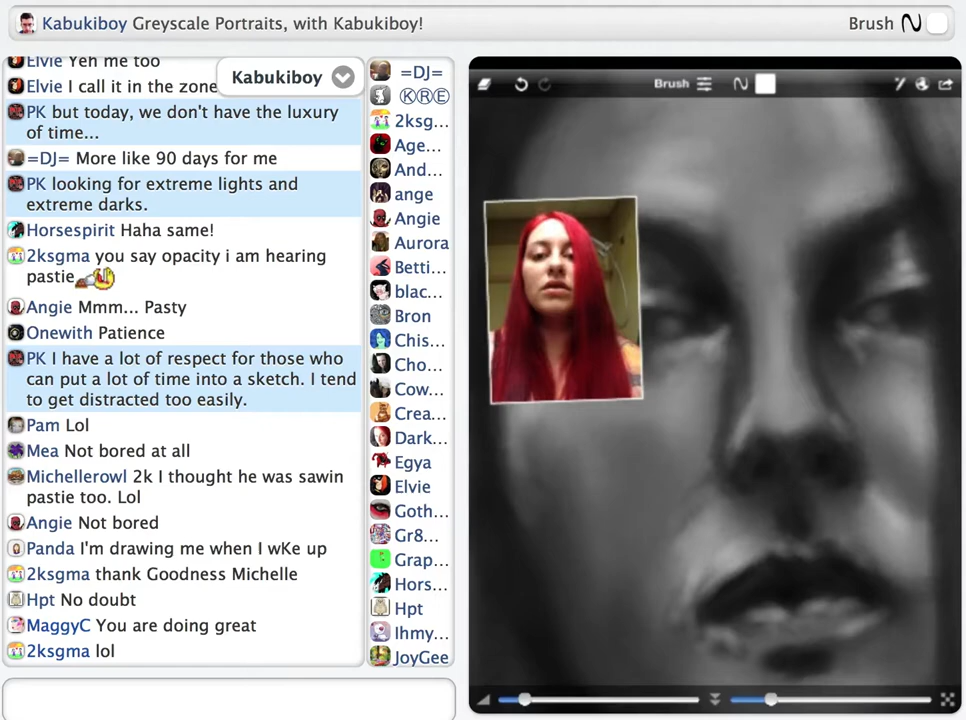 Kabukiboy Greyscale Portraits, with Kabukiboy!
Brush
Elvie Yeh me too
Elvie I call it in the zone
Kabukiboy
PK but today, we don't have the luxury
of time...
=DJ= More like 90 days for me
PK looking for extreme lights and
extreme darks.
Horsespirit Haha same!
2ksgma you say opacity i am hearing
pastie
Angie Mmm... Pasty
Onewith Patience
PK I have a lot of respect for those who
can put a lot of time into a sketch. I tend
to get distracted too easily.
Pam Lol
Mea Not bored at all
Michellerowl 2k I thought he was sawin
pastie too. Lol
Angie Not bored
Panda I'm drawing me when I wKe up
2ksgma thank Goodness Michelle
Hpt No doubt
MaggyC You are doing great
2ksgma lol
=DJ=
ⓀⓇⒺ
2ksg...
Age...
And...
ange
Angie
Aurora
Betti...
blac...
Bron
Chis...
Cho...
Cow...
Crea...
Dark...
Egya
Elvie
Goth...
Gr8...
Grap...
Hors...
Hpt
Ihmy...
JoyGee
Brush